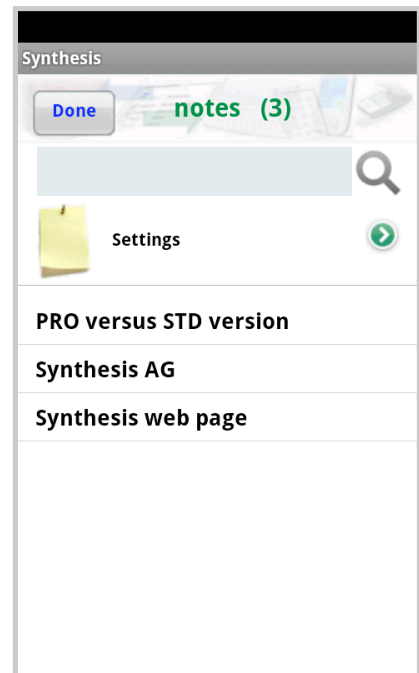 Synthesis
Done notes (3)
Settings
PRO versus STD version
Synthesis AG
Synthesis web page